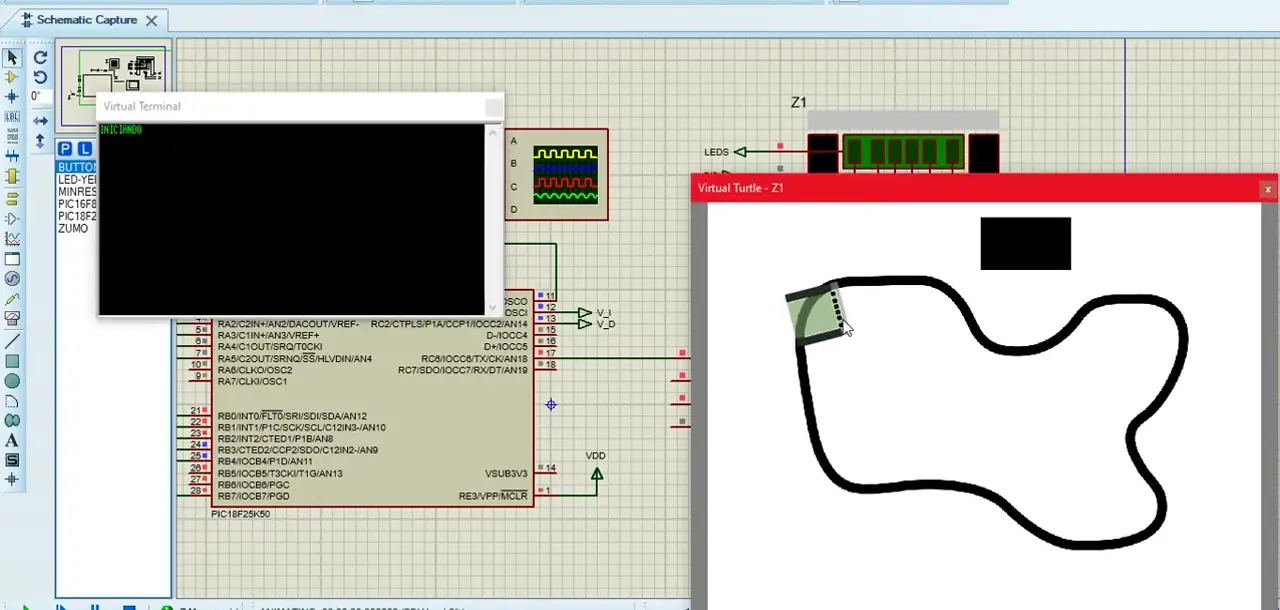 Schematic Capture
0°
Virtual Terminal
INICIANDO
P L
BUTTON
MINRES
PIC16F8
PIC18F2
ZUMO
A
B
C
D
Z1
LEDS
Virtual Turtle - Z1
x
11
12
OSCI
V_I
13
V_D
5 RA2/C2IN+/AN2/DACOUT/VREF- RC2/CTPLS/P1A/CCP1/IOCC2/AN14
RA3/C1IN+/AN3/VREF+ D-/IOCC4 15
6 RA4/C1OUT/SRQ/T0CKI D+/IOCC5 16
7 RA5/C2OUT/SRNQ/SS/HLVDIN/AN4 RC6/IOCC6/TX/CK/AN18 17
10 RA6/CLKO/OSC2 RC7/SDO/IOCC7/RX/DT/AN19 18
9 RA7/CLKI/OSC1
21 RB0/INT0/FLT0/SRI/SDI/SDA/AN12
22 RB1/INT1/P1C/SCK/SCL/C12IN3-/AN10
23 RB2/INT2/CTED1/P1B/AN8
24 RB3/CTED2/CCP2/SDO/C12IN2-/AN9
25 RB4/IOCB4/P1D/AN11
26 RB5/IOCB5/T3CKI/T1G/AN13 VSUB3V3 14
27 RB6/IOCB6/PGC
28 RB7/IOCB7/PGD RE3/VPP/MCLR 1
VDD
PIC18F25K50